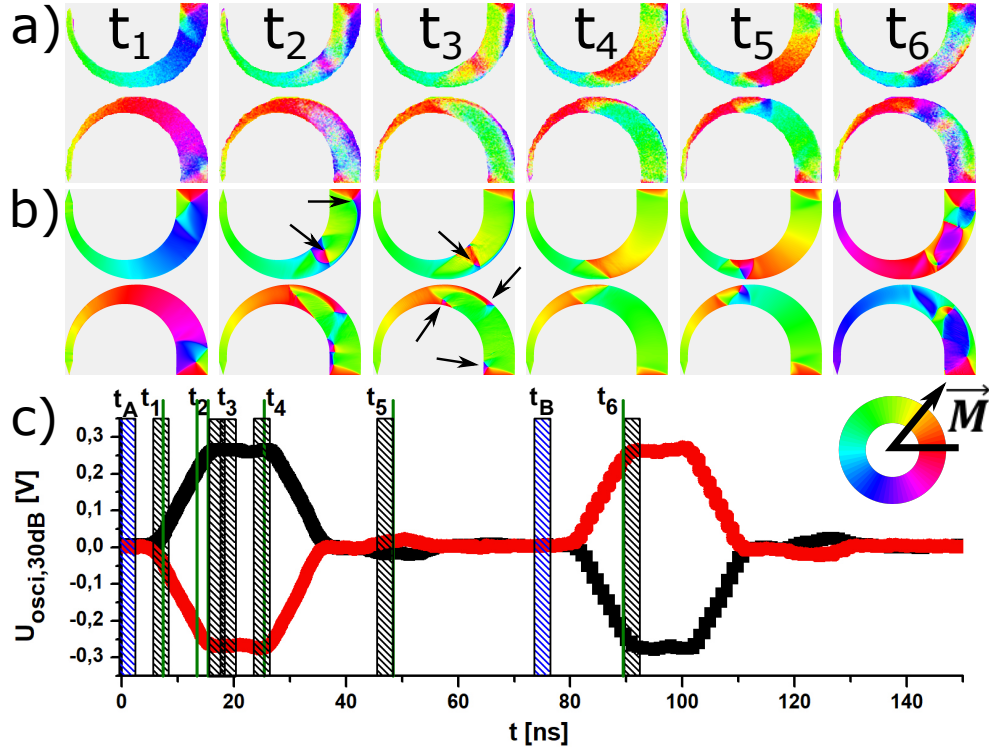 a) t1 t2 t3 t4 t5 t6
b)
c) tA t1 t2 t3 t4 t5 tB t6
M
0,3
0,2
0,1
0,0
-0,1
-0,2
-0,3
Uosci,30dB [V]
0 20 40 60 80 100 120 140
t [ns]